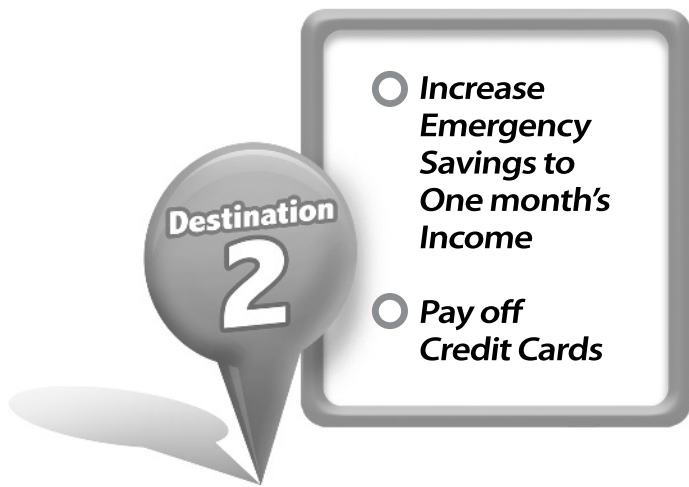 Destination
2
Increase
Emergency
Savings to
One month's
Income
Pay off
Credit Cards